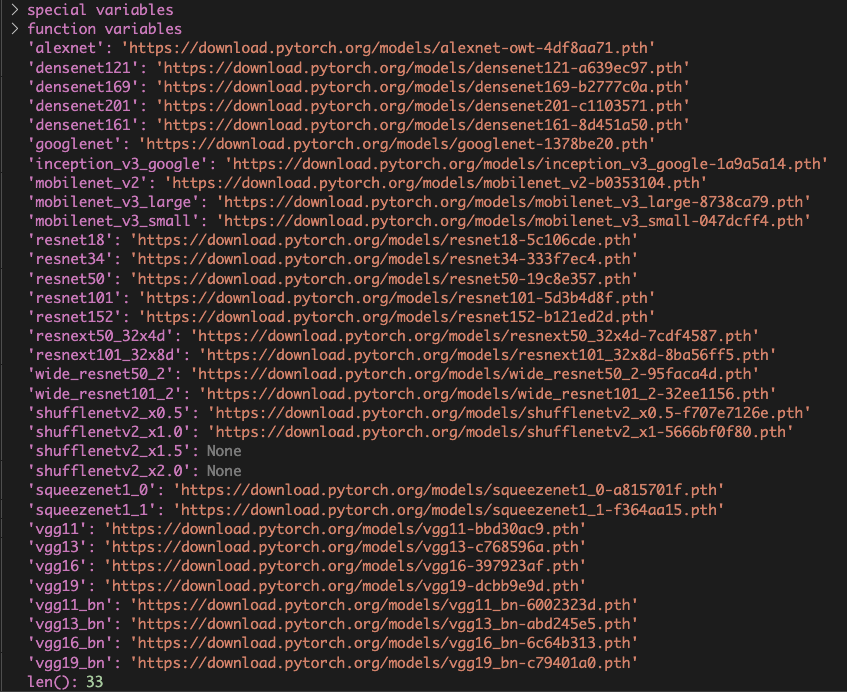 > special variables
> function variables
'alexnet': 'https://download.pytorch.org/models/alexnet-owt-4df8aa71.pth'
'densenet121': 'https://download.pytorch.org/models/densenet121-a639ec97.pth'
'densenet169': 'https://download.pytorch.org/models/densenet169-b2777c0a.pth'
'densenet201': 'https://download.pytorch.org/models/densenet201-c1103571.pth'
'densenet161': 'https://download.pytorch.org/models/densenet161-8d451a50.pth'
'googlenet': 'https://download.pytorch.org/models/googlenet-1378be20.pth'
'inception_v3_google': 'https://download.pytorch.org/models/inception_v3_google-1a9a5a14.pth'
'mobilenet_v2': 'https://download.pytorch.org/models/mobilenet_v2-b0353104.pth'
'mobilenet_v3_large': 'https://download.pytorch.org/models/mobilenet_v3_large-8738ca79.pth'
'mobilenet_v3_small': 'https://download.pytorch.org/models/mobilenet_v3_small-047dcff4.pth'
'resnet18': 'https://download.pytorch.org/models/resnet18-5c106cde.pth'
'resnet34': 'https://download.pytorch.org/models/resnet34-333f7ec4.pth'
'resnet50': 'https://download.pytorch.org/models/resnet50-19c8e357.pth'
'resnet101': 'https://download.pytorch.org/models/resnet101-5d3b4d8f.pth'
'resnet152': 'https://download.pytorch.org/models/resnet152-b121ed2d.pth'
'resnext50_32x4d': 'https://download.pytorch.org/models/resnext50_32x4d-7cdf4587.pth'
'resnext101_32x8d': 'https://download.pytorch.org/models/resnext101_32x8d-8ba56ff5.pth'
'wide_resnet50_2': 'https://download.pytorch.org/models/wide_resnet50_2-95faca4d.pth'
'wide_resnet101_2': 'https://download.pytorch.org/models/wide_resnet101_2-32ee1156.pth'
'shufflenetv2_x0.5': 'https://download.pytorch.org/models/shufflenetv2_x0.5-f707e7126e.pth'
'shufflenetv2_x1.0': 'https://download.pytorch.org/models/shufflenetv2_x1-5666bf0f80.pth'
'shufflenetv2_x1.5': None
'shufflenetv2_x2.0': None
'squeezenet1_0': 'https://download.pytorch.org/models/squeezenet1_0-a815701f.pth'
'squeezenet1_1': 'https://download.pytorch.org/models/squeezenet1_1-f364aa15.pth'
'vgg11': 'https://download.pytorch.org/models/vgg11-bbd30ac9.pth'
'vgg13': 'https://download.pytorch.org/models/vgg13-c768596a.pth'
'vgg16': 'https://download.pytorch.org/models/vgg16-397923af.pth'
'vgg19': 'https://download.pytorch.org/models/vgg19-dcbb9e9d.pth'
'vgg11_bn': 'https://download.pytorch.org/models/vgg11_bn-6002323d.pth'
'vgg13_bn': 'https://download.pytorch.org/models/vgg13_bn-abd245e5.pth'
'vgg16_bn': 'https://download.pytorch.org/models/vgg16_bn-6c64b313.pth'
'vgg19_bn': 'https://download.pytorch.org/models/vgg19_bn-c79401a0.pth'
len(): 33